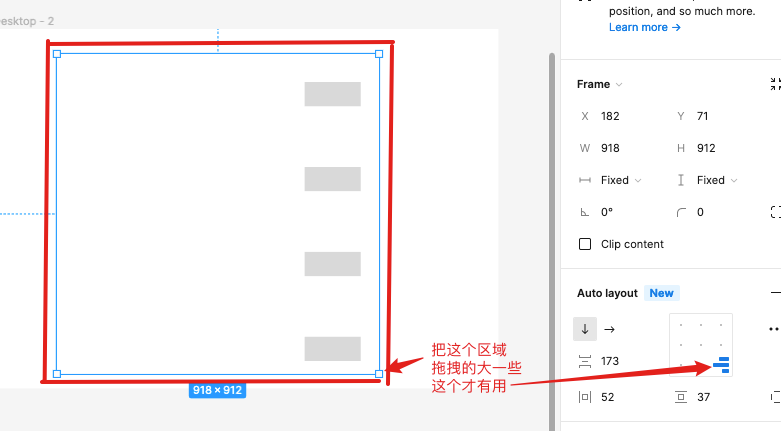 esktop – 2
position, and so much more.
Learn more →
Frame
X 182 Y 71
W 918 H 912
Fixed Fixed
0° 0
Clip content
Auto layout New
173
52 37
918 × 912
把这个区域
拖拽的大一些
这个才有用